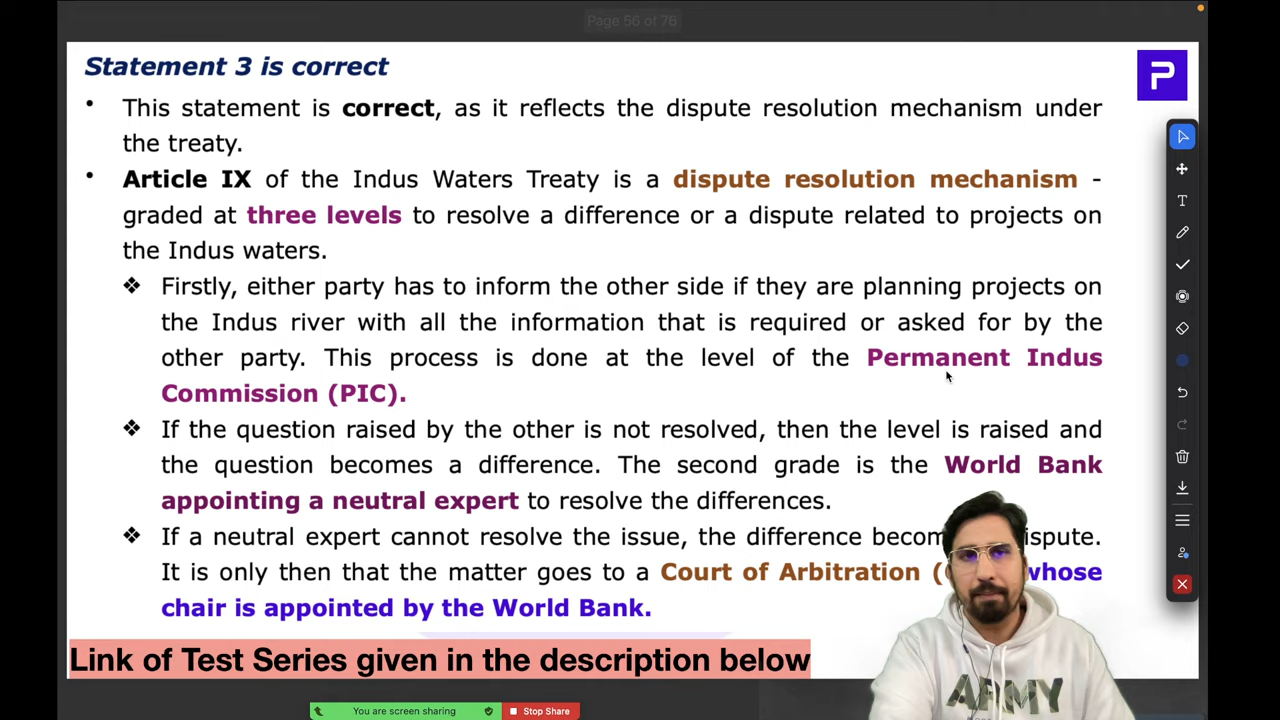 Page 56 of 76
Statement 3 is correct
P
• This statement is correct, as it reflects the dispute resolution mechanism under
the treaty.
• Article IX of the Indus Waters Treaty is a dispute resolution mechanism -
graded at three levels to resolve a difference or a dispute related to projects on
the Indus waters.
❖ Firstly, either party has to inform the other side if they are planning projects on
the Indus river with all the information that is required or asked for by the
other party. This process is done at the level of the Permanent Indus
Commission (PIC).
❖ If the question raised by the other is not resolved, then the level is raised and
the question becomes a difference. The second grade is the World Bank
appointing a neutral expert to resolve the differences.
❖ If a neutral expert cannot resolve the issue, the difference
It is only then that the matter goes to a Court of Arbitration ( whose
chair is appointed by the World Bank.
Link of Test Series given in the description below
ARMY
You are screen sharing
Stop Share
T